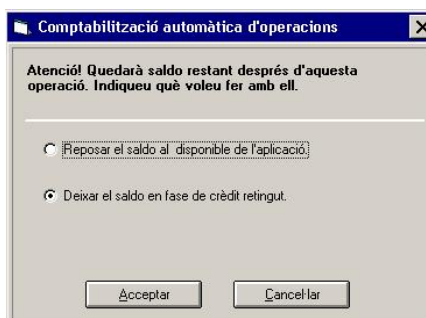 Comptabilització automàtica d'operacions
Atenció! Quedarà saldo restant després d'aquesta
operació. Indiqueu què voleu fer amb ell.
Reposar el saldo al disponible de l'aplicació.
Deixar el saldo en fase de crèdit retingut.
Acceptar Cancel·lar